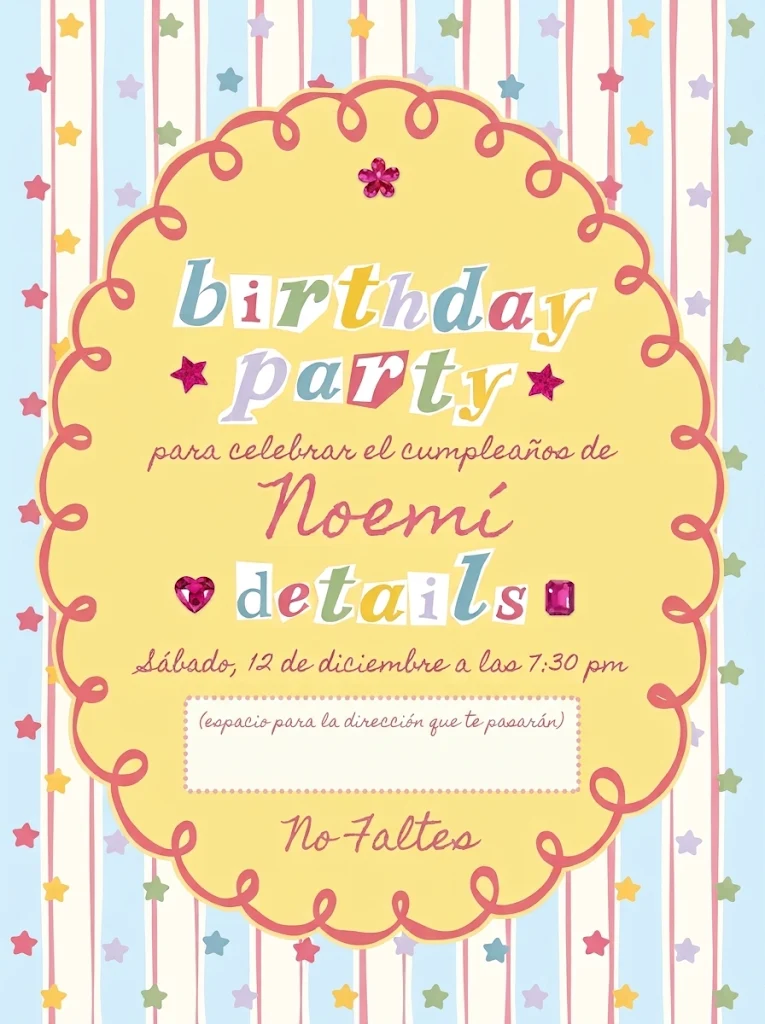 birthday
party
para celebrar el cumpleaños de
Noemí
details
Sábado, 12 de diciembre a las 7:30 pm
(espacio para la dirección que te pasarán)
No Faltes